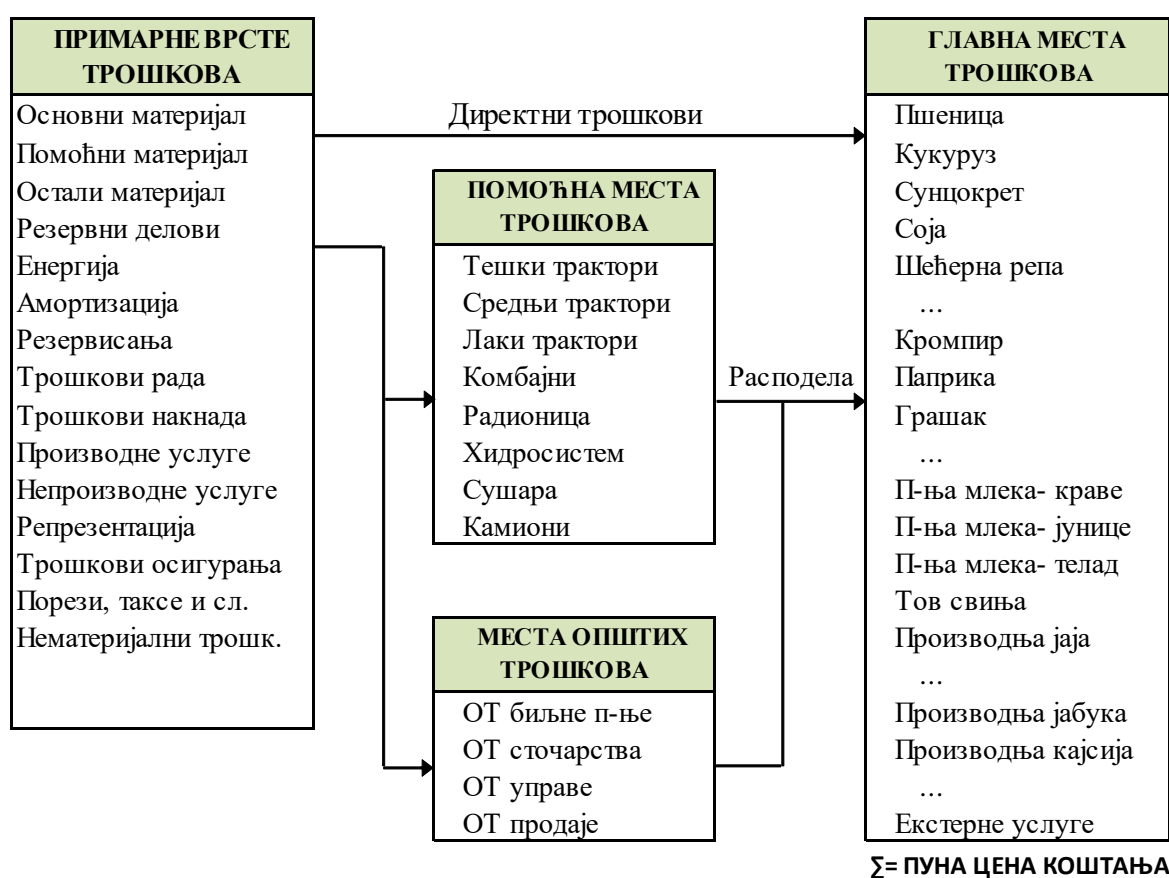 ПРИМАРНЕ ВРСТЕ
ТРОШКОВА
Основни материјал
Помоћни материјал
Остали материјал
Резервни делови
Енергија
Амортизација
Резервисања
Трошкови рада
Трошкови накнада
Производне услуге
Непроизводне услуге
Репрезентација
Трошкови осигурања
Порези, таксе и сл.
Нематеријални трошк.
Директни трошкови
ПОМОЋНА МЕСТА
ТРОШКОВА
Тешки трактори
Средњи трактори
Лаки трактори
Комбајни
Радионица
Хидросистем
Сушара
Камиони
МЕСТА ОПШТИХ
ТРОШКОВА
ОТ биљне п-ње
ОТ сточарства
ОТ управе
ОТ продаје
Расподела
ГЛАВНА МЕСТА
ТРОШКОВА
Пшеница
Кукуруз
Сунцокрет
Соја
Шећерна репа
...
Кромпир
Паприка
Грашак
...
П-ња млека- краве
П-ња млека- јунице
П-ња млека- телад
Тов свиња
Производња јаја
...
Производња јабука
Производња кајсија
...
Екстерне услуге
∑= ПУНА ЦЕНА КОШТАЊА